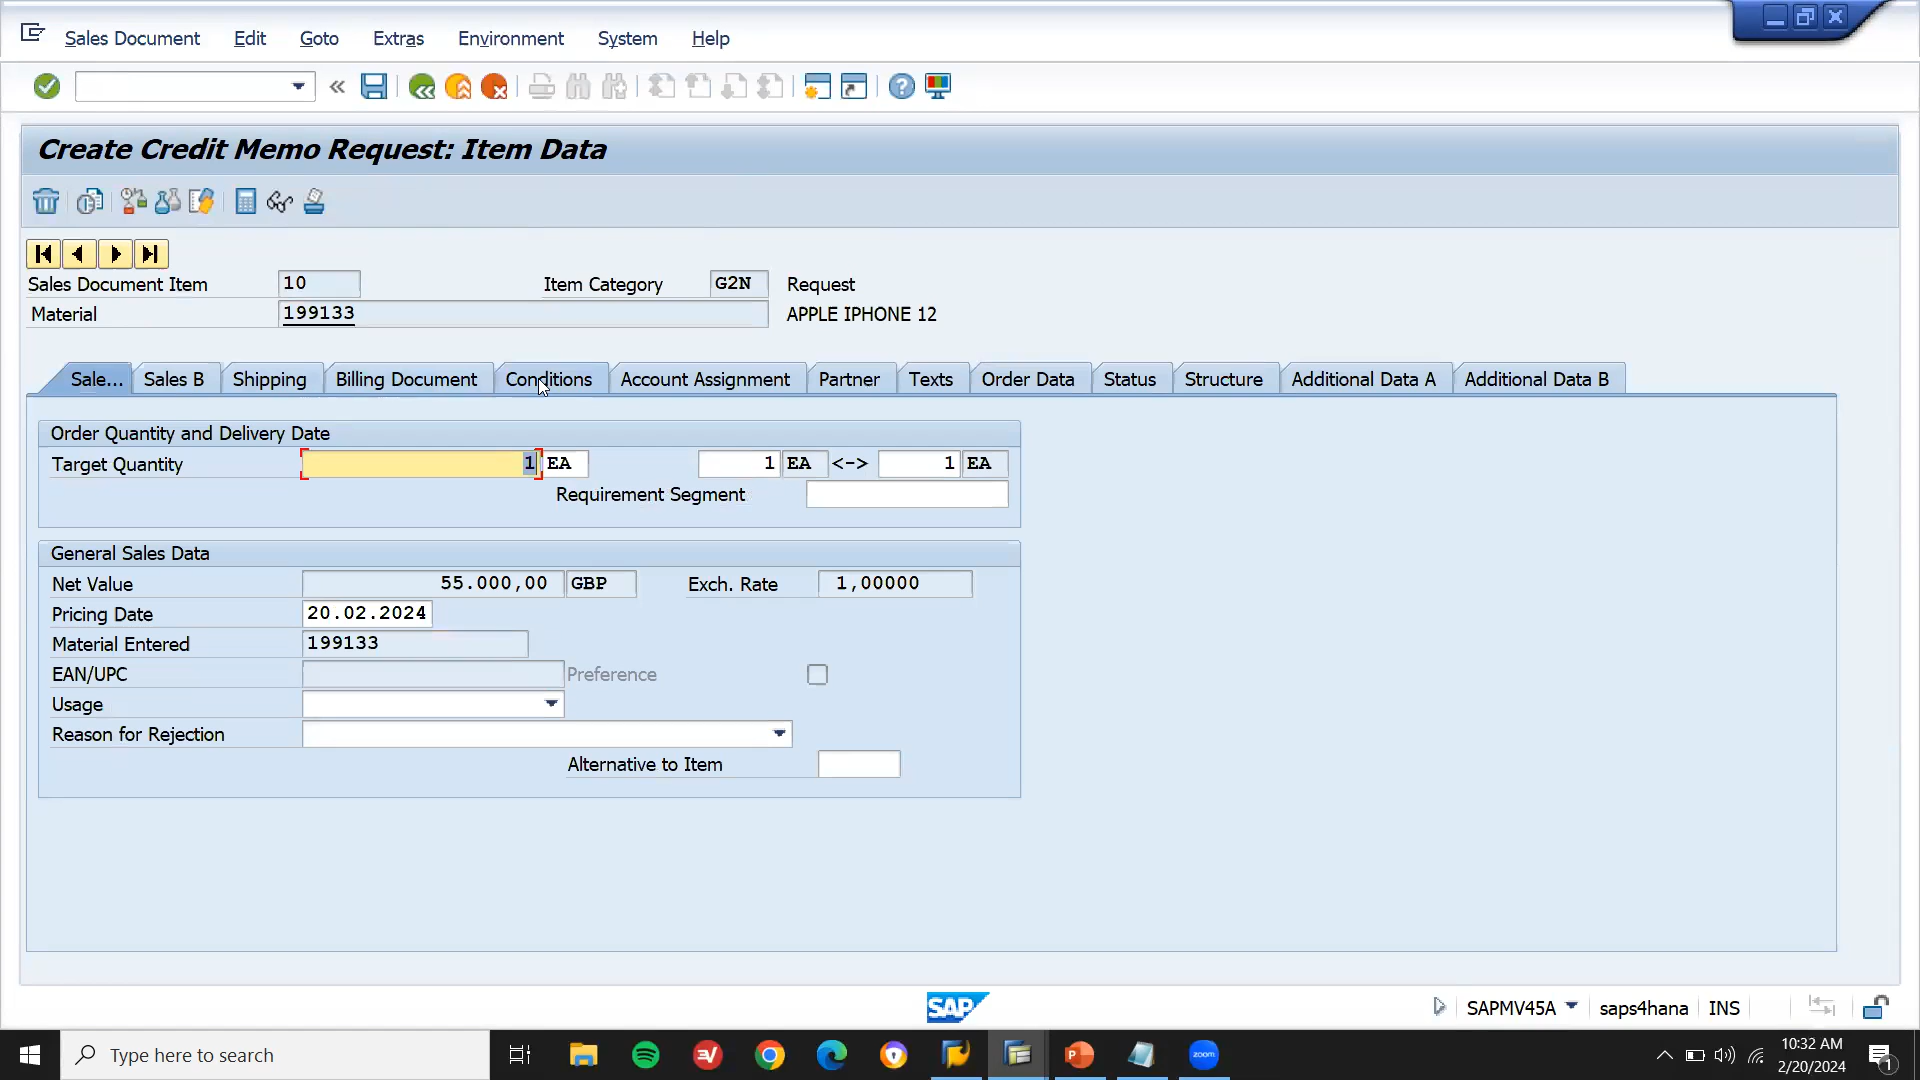 Sales Document Edit Goto Extras Environment System Help
Create Credit Memo Request: Item Data
Sales Document Item 10 Item Category G2N Request
Material 199133 APPLE IPHONE 12
Sale... Sales B Shipping Billing Document Conditions Account Assignment Partner Texts Order Data Status Structure Additional Data A Additional Data B
Order Quantity and Delivery Date
Target Quantity 1 EA 1 EA <-> 1 EA
Requirement Segment
General Sales Data
Net Value 55.000,00 GBP Exch. Rate 1,00000
Pricing Date 20.02.2024
Material Entered 199133
EAN/UPC Preference
Usage
Reason for Rejection
Alternative to Item
SAP SAPMV45A saps4hana INS
Type here to search zoom 10:32 AM
2/20/2024 1